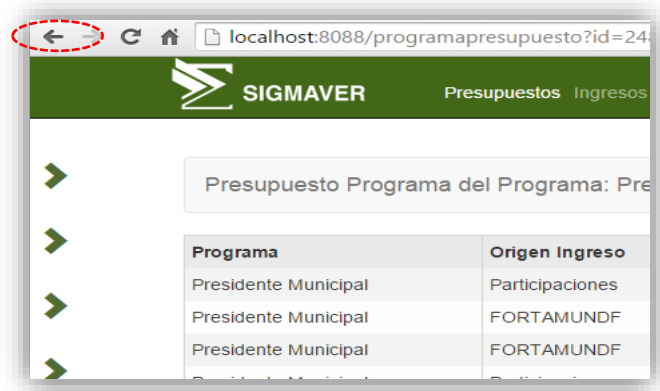 localhost:8088/programapresupuesto?id=24
SIGMAVER Presupuestos Ingresos
Presupuesto Programa del Programa: Pre
Programa Origen Ingreso
Presidente Municipal Participaciones
Presidente Municipal FORTAMUNDF
Presidente Municipal FORTAMUNDF